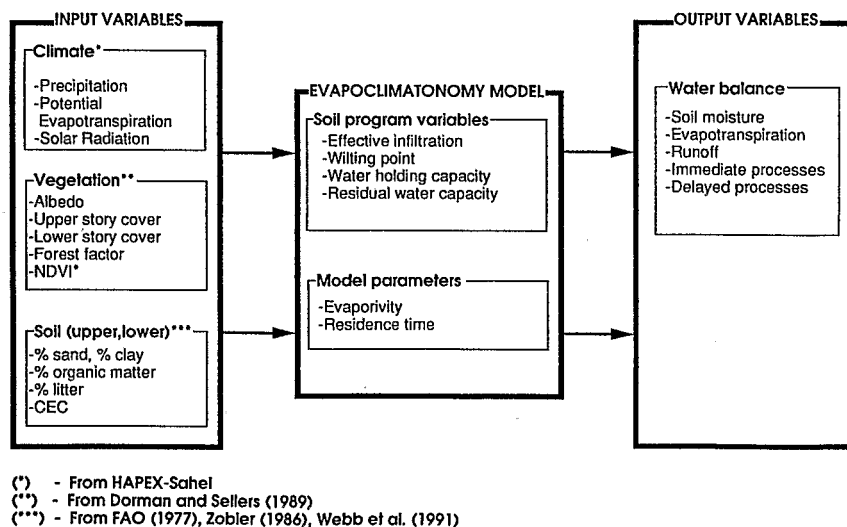 INPUT VARIABLES
Climate*
-Precipitation
-Potential
Evapotranspiration
-Solar Radiation
Vegetation**
-Albedo
-Upper story cover
-Lower story cover
-Forest factor
-NDVI*
Soil (upper,lower)***
-% sand, % clay
-% organic matter
-% litter
-CEC
EVAPOCLIMATONOMY MODEL
Soil program variables
-Effective infiltration
-Wilting point
-Water holding capacity
-Residual water capacity
Model parameters
-Evaporivity
-Residence time
OUTPUT VARIABLES
Water balance
-Soil moisture
-Evapotranspiration
-Runoff
-Immediate processes
-Delayed processes
(*) - From HAPEX-Sahel
(**) - From Dorman and Sellers (1989)
(***) - From FAO (1977), Zobler (1986), Webb et al. (1991)